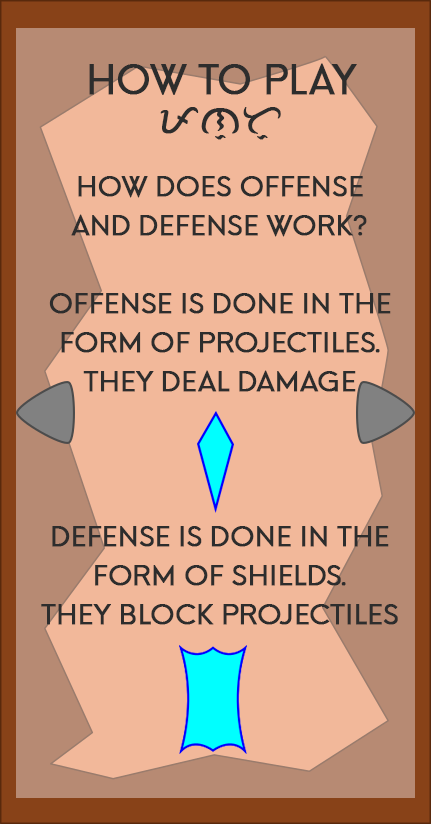 HOW TO PLAY
HOW DOES OFFENSE
AND DEFENSE WORK?
OFFENSE IS DONE IN THE
FORM OF PROJECTILES.
THEY DEAL DAMAGE
DEFENSE IS DONE IN THE
FORM OF SHIELDS.
THEY BLOCK PROJECTILES